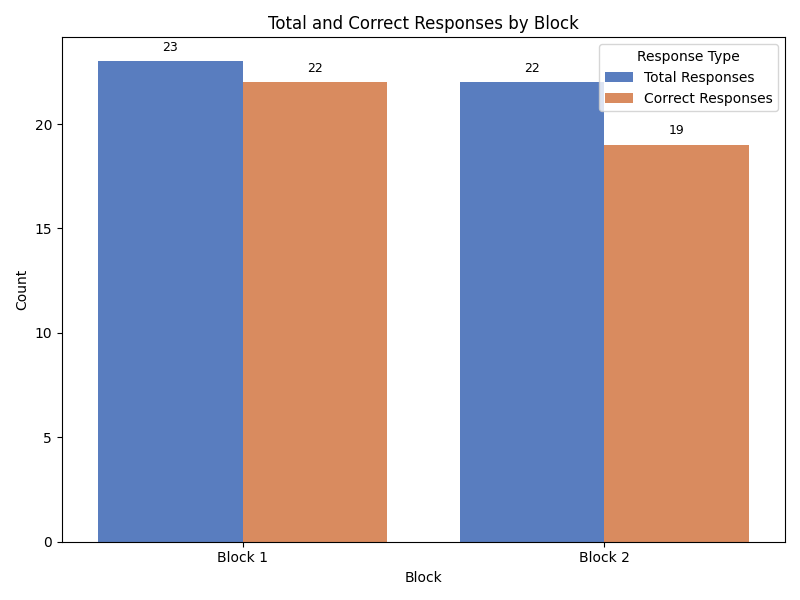 Total and Correct Responses by Block
23
22
22
19
Response Type
Total Responses
Correct Responses
20
15
10
5
0
Count
Block 1
Block 2
Block